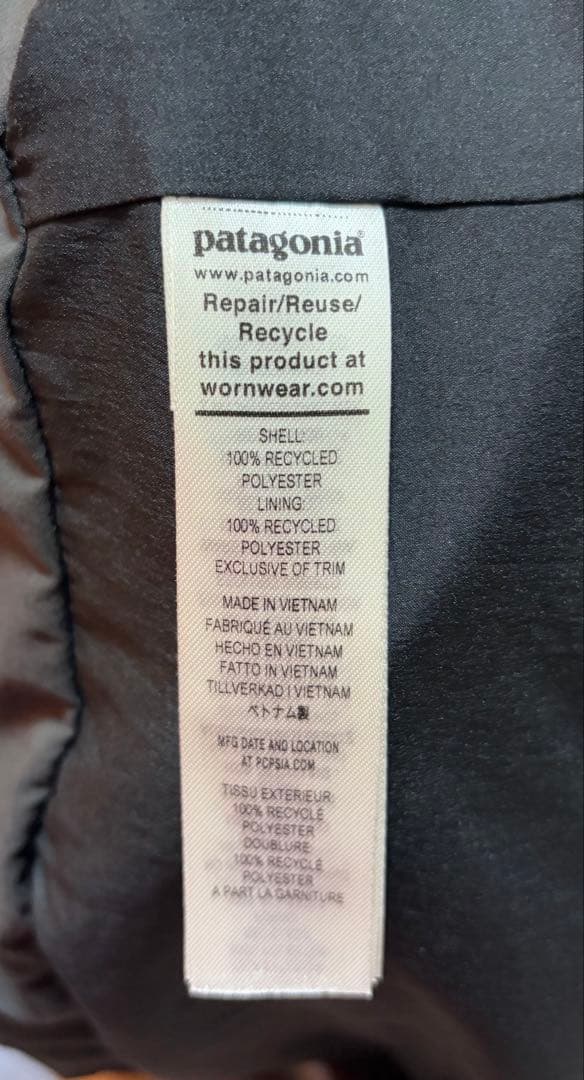 patagonia®
www.patagonia.com
Repair/Reuse/
Recycle
this product at
wornwear.com
SHELL:
100% RECYCLED
POLYESTER
LINING:
100% RECYCLED
POLYESTER
EXCLUSIVE OF TRIM
MADE IN VIETNAM
FABRIQUÉ AU VIETNAM
HECHO EN VIETNAM
FATTO IN VIETNAM
TILLVERKAD I VIETNAM
ベトナム製
MFG DATE AND LOCATION
AT PCPSIA.COM
TISSU EXTERIEUR:
100% RECYCLÉ
POLYESTER
DOUBLURE
100% RECYCLÉ
POLYESTER
A PART LA GARNITURE